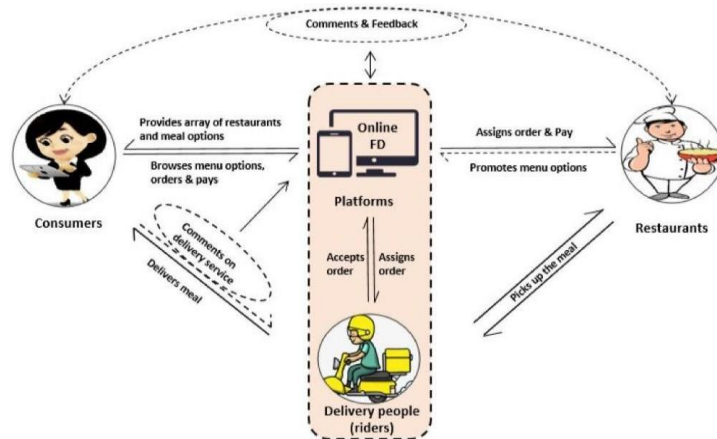 Comments & Feedback
Provides array of restaurants
and meal options
Online
FD
Assigns order & Pay
Browses menu options,
orders & pays
Promotes menu options
Consumers
Platforms
Restaurants
Comments on
delivery service
Delivers meal
Accepts
order
Assigns
order
Picks up the meal
Delivery people
(riders)